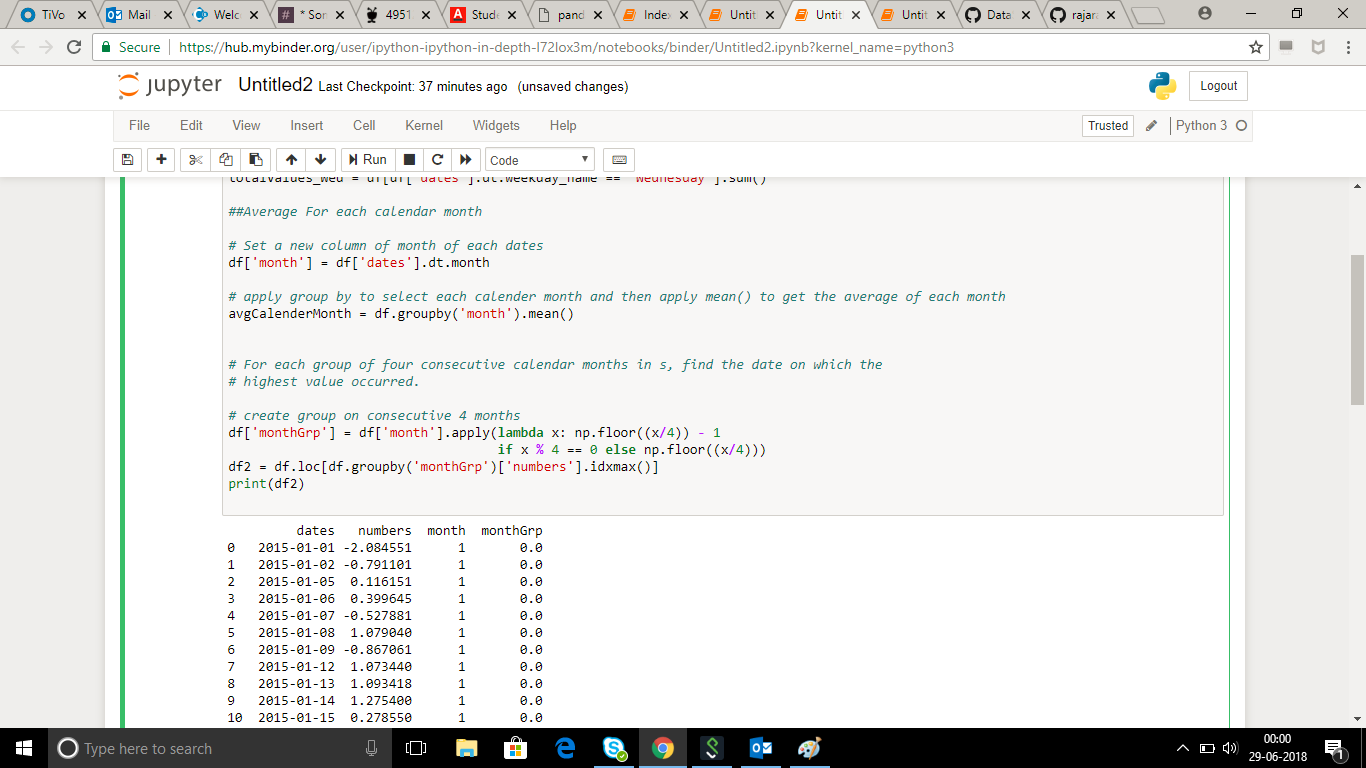 TiVo
Mail
Welc
* Sor
4951
Stude
pand
Index
Untit
Untit
Untit
Data
rajar
Secure
https://hub.mybinder.org/user/ipython-ipython-in-depth-l72lox3m/notebooks/binder/Untitled2.ipynb?kernel_name=python3
jupyter Untitled2 Last Checkpoint: 37 minutes ago (unsaved changes)
Logout
File Edit View Insert Cell Kernel Widgets Help
Trusted
Python 3
Run
Code
totalValues_Wed = df[df['dates'].dt.weekday_name == 'Wednesday'].sum()
##Average For each calendar month
# Set a new column of month of each dates
df['month'] = df['dates'].dt.month
# apply group by to select each calender month and then apply mean() to get the average of each month
avgCalenderMonth = df.groupby('month').mean()
# For each group of four consecutive calendar months in s, find the date on which the
# highest value occurred.
# create group on consecutive 4 months
df['monthGrp'] = df['month'].apply(lambda x: np.floor((x/4)) - 1
if x % 4 == 0 else np.floor((x/4)))
df2 = df.loc[df.groupby('monthGrp')['numbers'].idxmax()]
print(df2)
dates numbers month monthGrp
0 2015-01-01 -2.084551 1 0.0
1 2015-01-02 -0.791101 1 0.0
2 2015-01-05 0.116151 1 0.0
3 2015-01-06 0.399645 1 0.0
4 2015-01-07 -0.527881 1 0.0
5 2015-01-08 1.079040 1 0.0
6 2015-01-09 -0.867061 1 0.0
7 2015-01-12 1.073440 1 0.0
8 2015-01-13 1.093418 1 0.0
9 2015-01-14 1.275400 1 0.0
10 2015-01-15 0.278550 1 0.0
Type here to search
00:00
29-06-2018
1